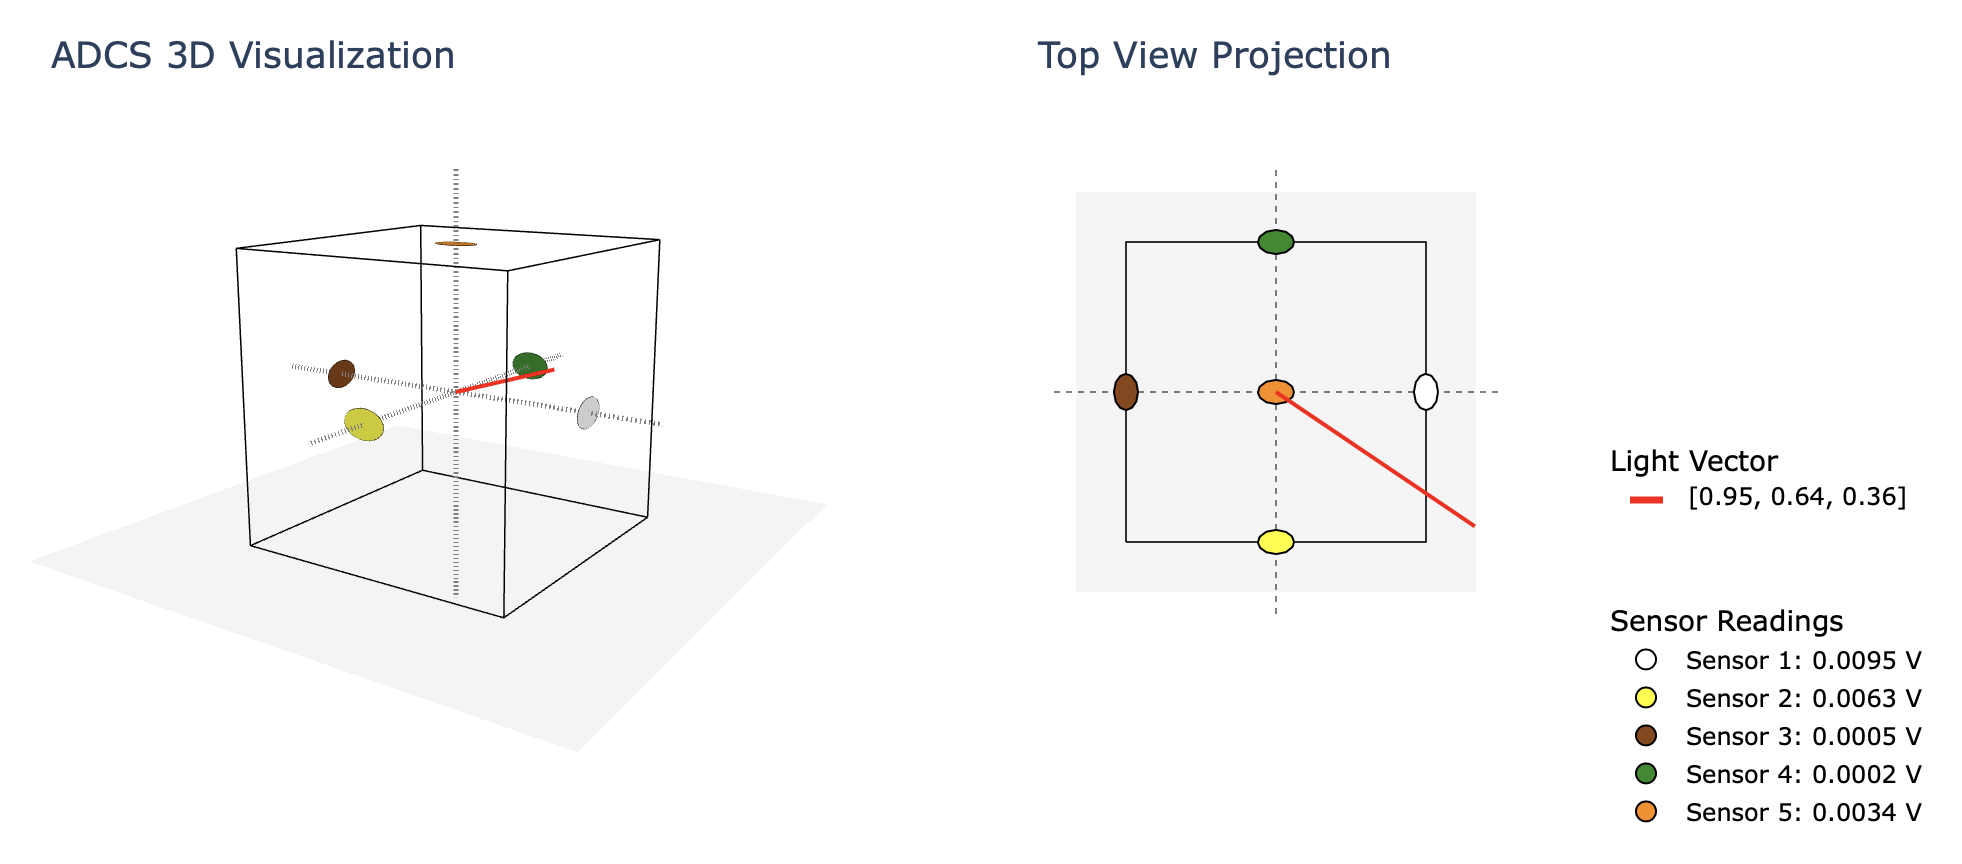 ADCS 3D Visualization
Top View Projection
Light Vector
[0.95, 0.64, 0.36]
Sensor Readings
Sensor 1: 0.0095 V
Sensor 2: 0.0063 V
Sensor 3: 0.0005 V
Sensor 4: 0.0002 V
Sensor 5: 0.0034 V